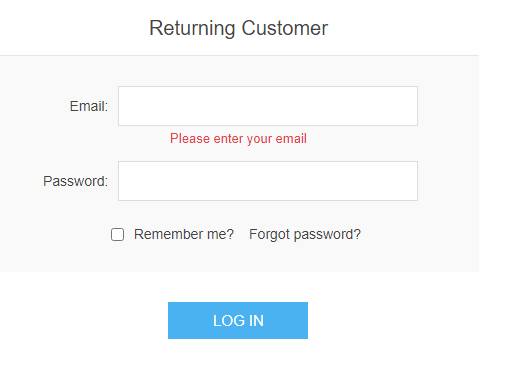 Returning Customer
Email:
Please enter your email
Password:
Remember me? Forgot password?
LOG IN